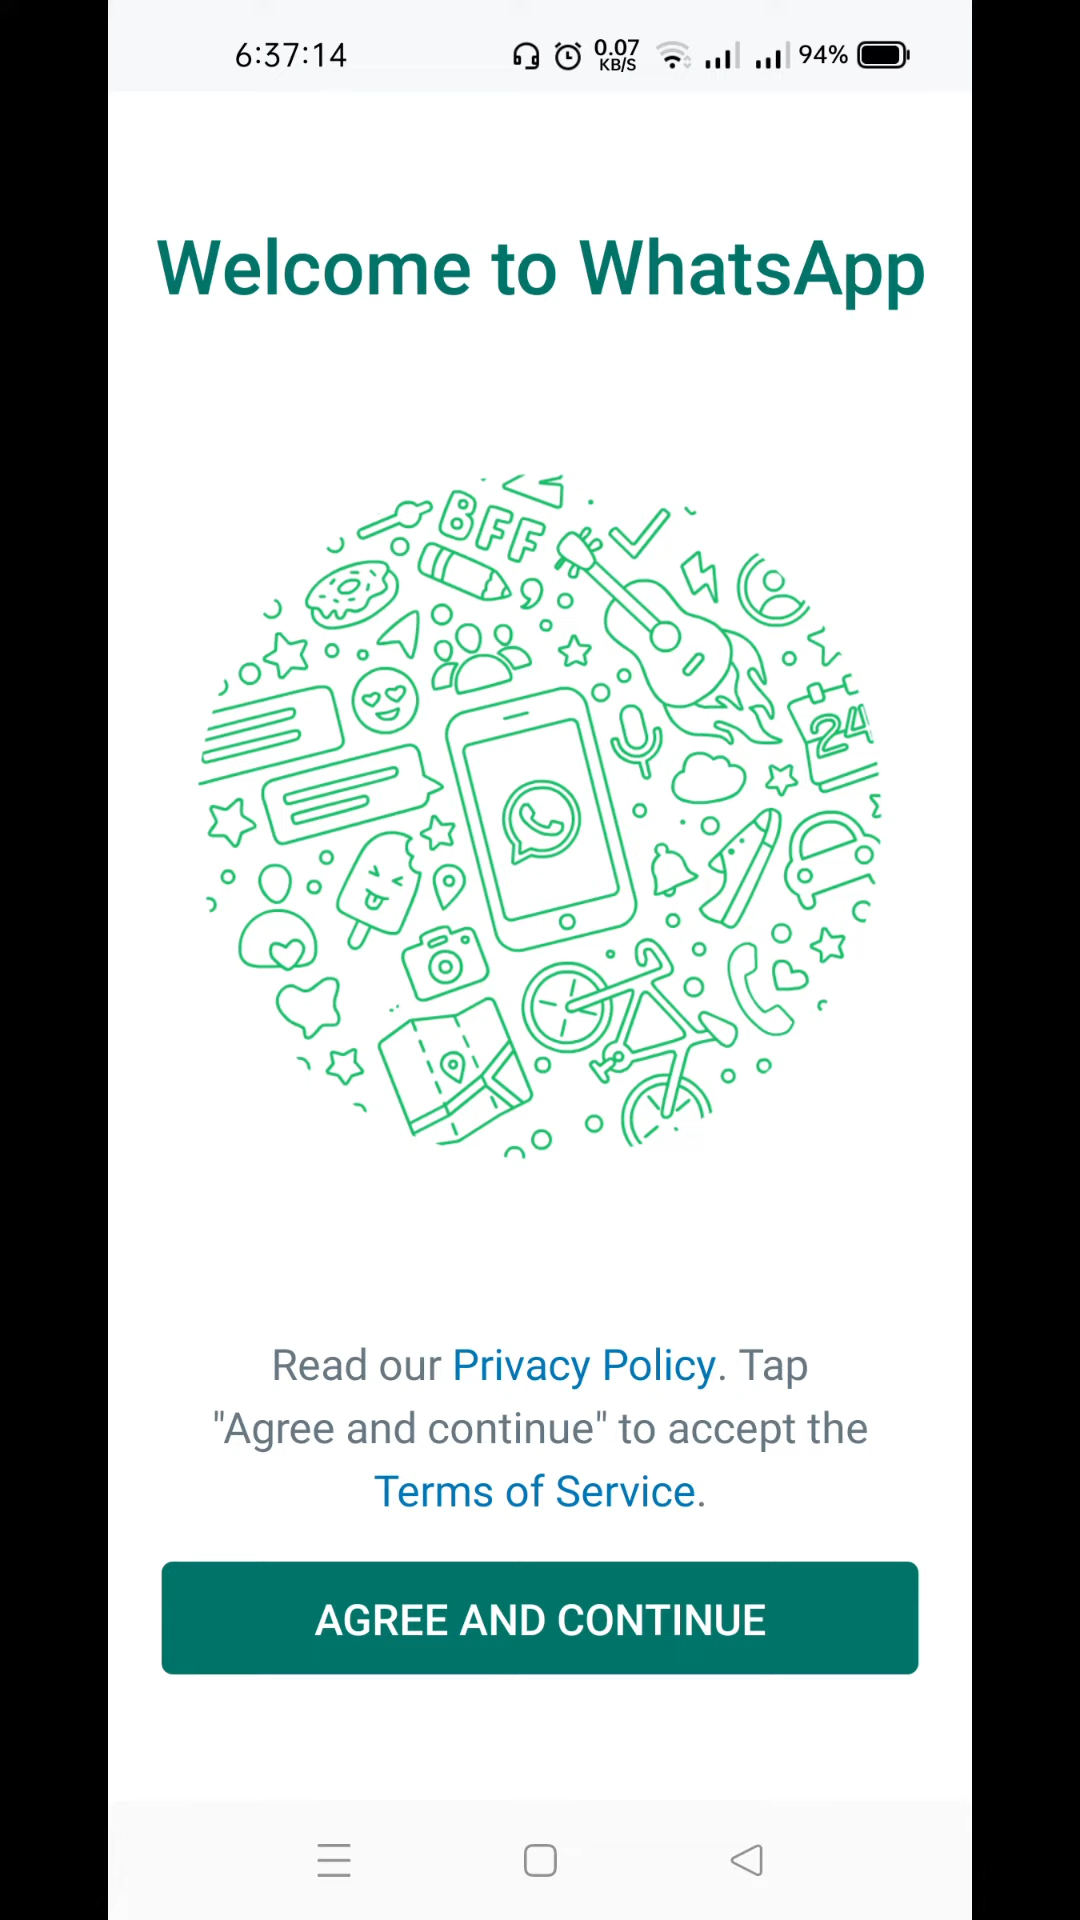 6:37:14 0.07 KB/S 94%
Welcome to WhatsApp
BFF
24
Read our Privacy Policy. Tap
"Agree and continue" to accept the
Terms of Service.
AGREE AND CONTINUE